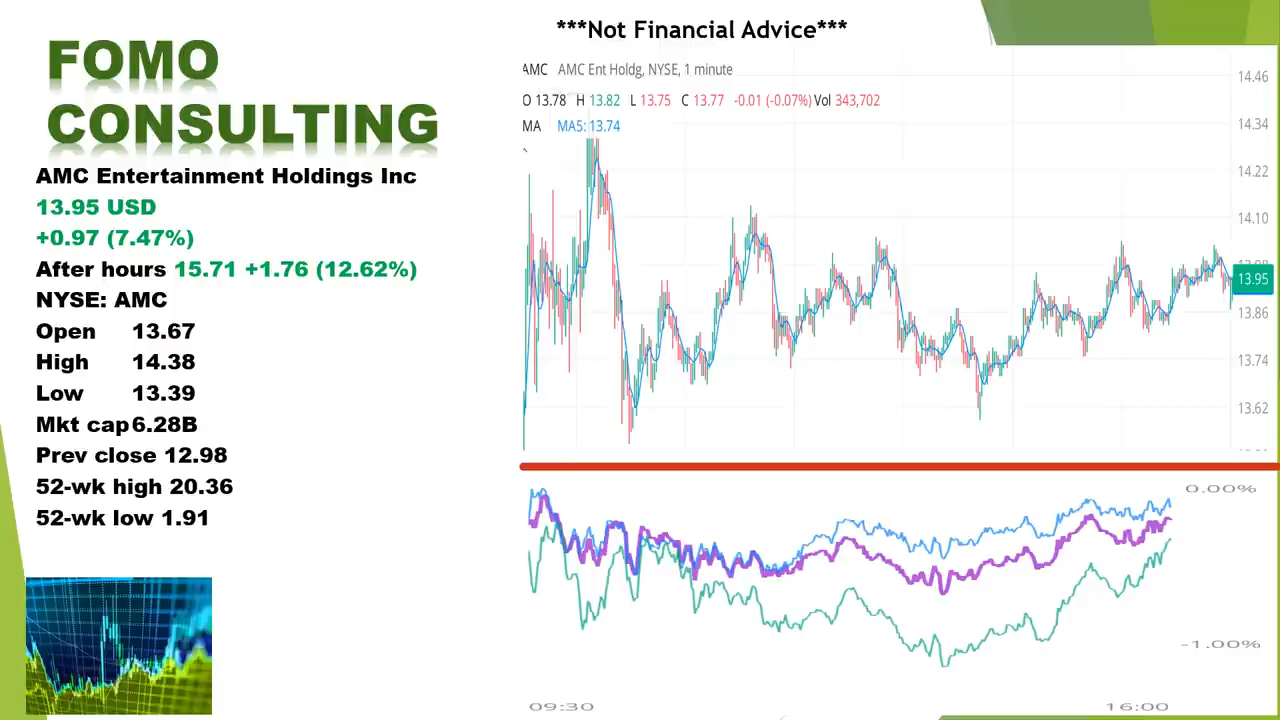 ***Not Financial Advice***
FOMO
CONSULTING
AMC Entertainment Holdings Inc
13.95 USD
+0.97 (7.47%)
After hours 15.71 +1.76 (12.62%)
NYSE: AMC
Open 13.67
High 14.38
Low 13.39
Mkt cap 6.28B
Prev close 12.98
52-wk high 20.36
52-wk low 1.91
AMC AMC Ent Holdg, NYSE, 1 minute
O 13.78 H 13.82 L 13.75 C 13.77 -0.01 (-0.07%) Vol 343,702
MA MA5: 13.74
14.46
14.34
14.22
14.10
13.95
13.86
13.74
13.62
0.00%
-1.00%
09:30 16:00